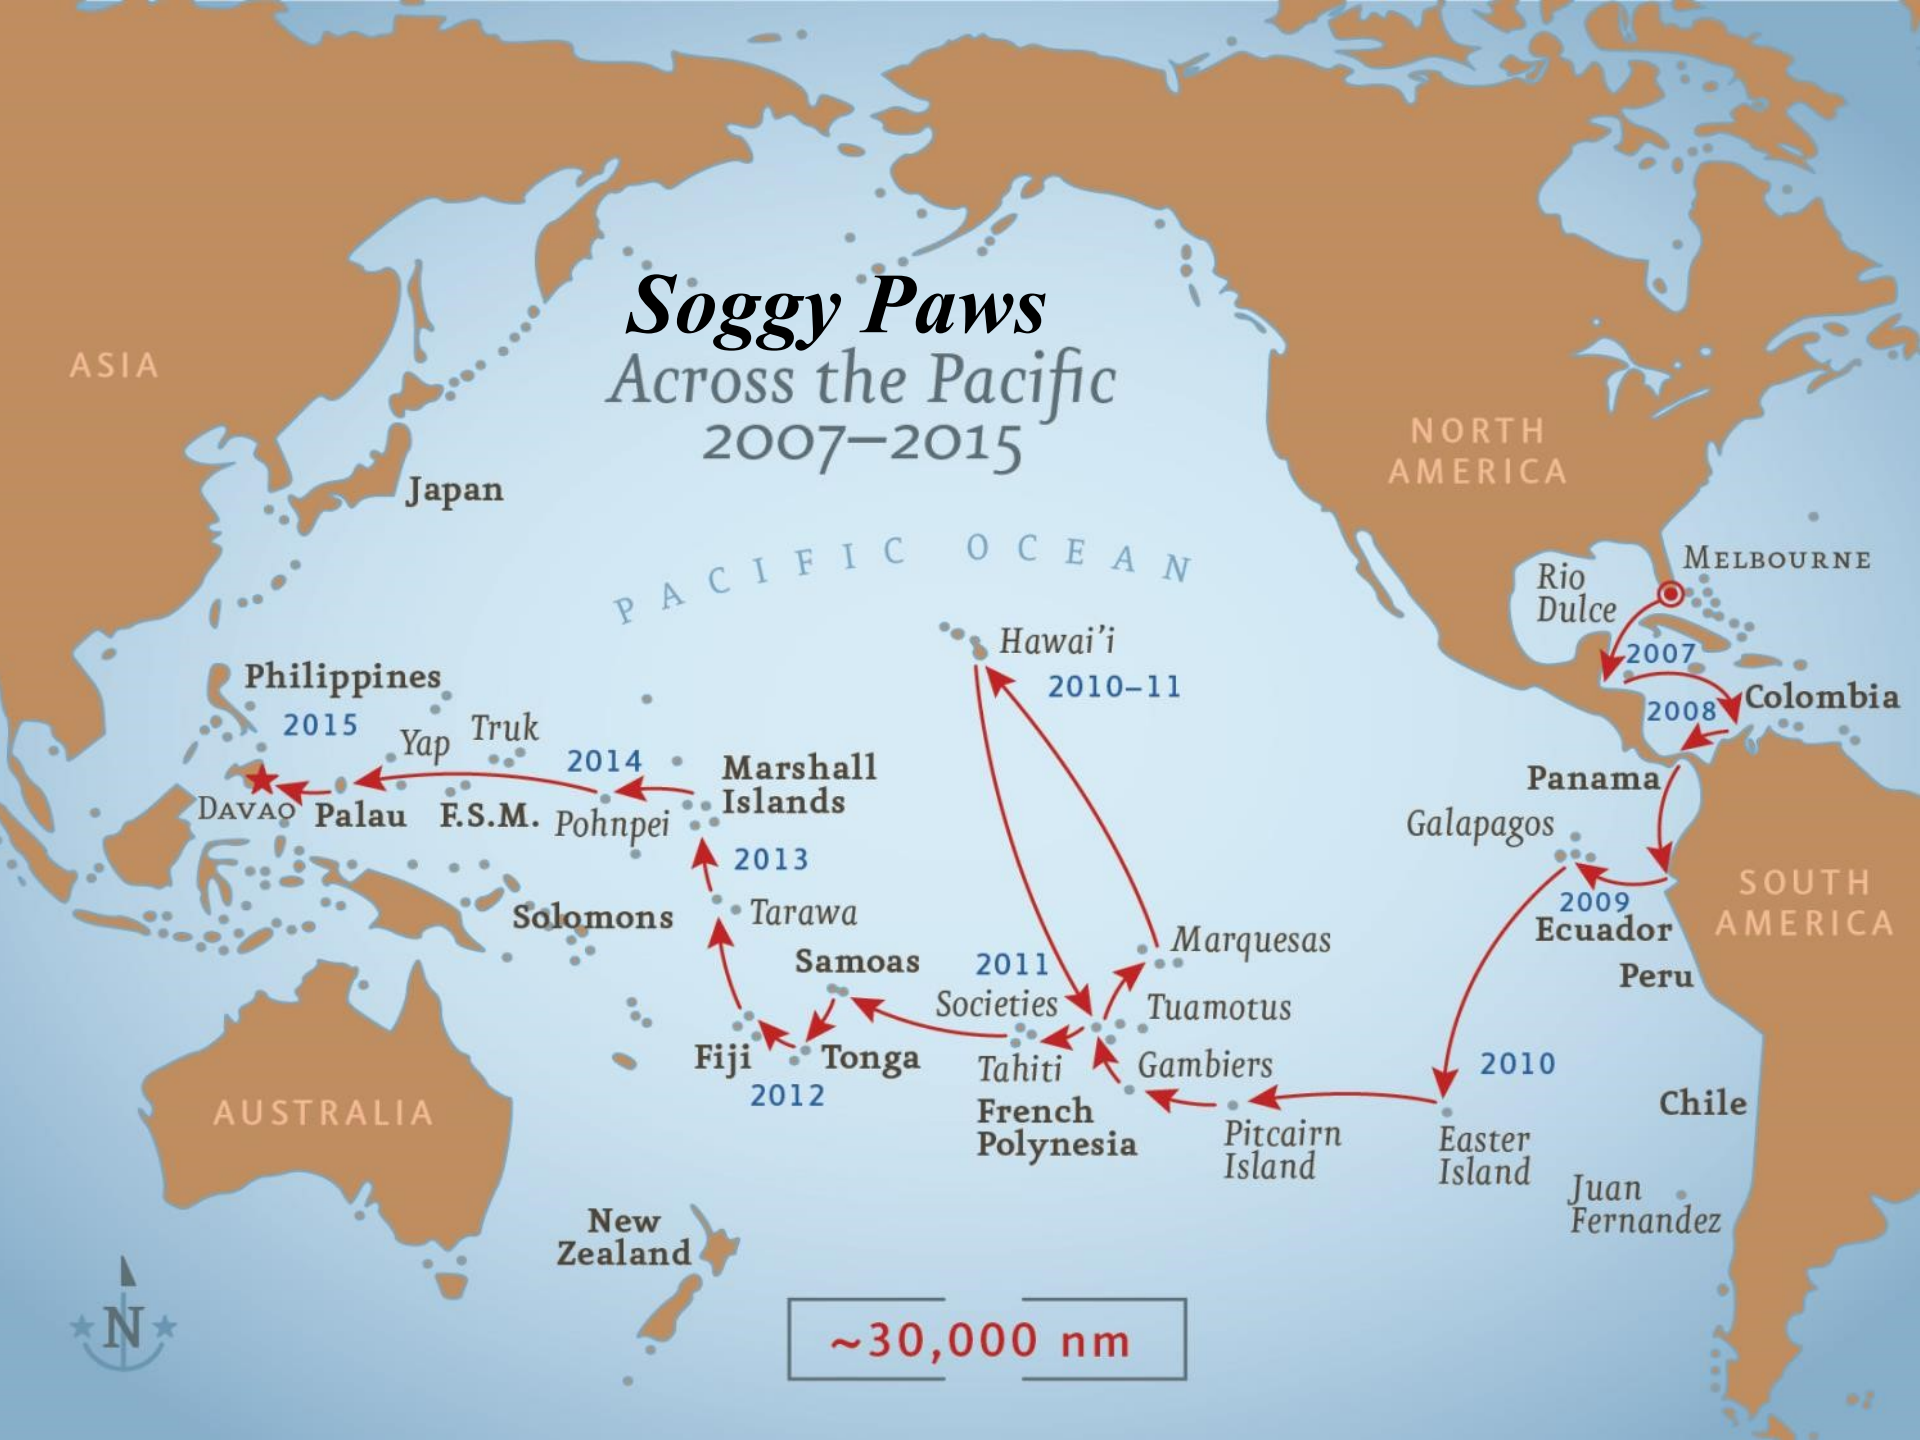 Soggy Paws
Across the Pacific
2007–2015
ASIA
NORTH
AMERICA
Japan
PACIFIC OCEAN
MELBOURNE
Rio
Dulce
Hawai'i
2007
Philippines
2010–11
Colombia
2008
2015
Yap
Truk
2014
Marshall
Islands
Panama
DAVAO
Palau
F.S.M.
Pohnpei
Galapagos
2013
SOUTH
AMERICA
2009
Solomons
Tarawa
Ecuador
Marquesas
Samoas
2011
Peru
Societies
Tuamotus
Fiji
Tonga
Tahiti
Gambiers
2010
2012
AUSTRALIA
French
Polynesia
Chile
Pitcairn
Island
Easter
Island
Juan
Fernandez
New
Zealand
N
~30,000 nm